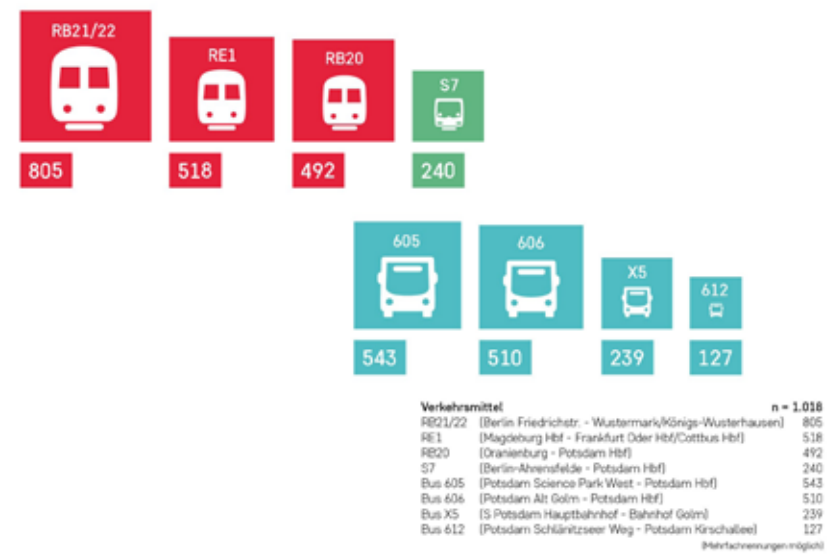 RB21/22
RE1
RB20
S7
805
518
492
240
605
606
X5
612
543
510
239
127
Verkehrsmittel n = 1.018
RB21/22 (Berlin Friedrichstr. - Wustermark/Königs-Wusterhausen) 805
RE1 (Magdeburg Hbf - Frankfurt Oder Hbf/Cottbus Hbf) 518
RB20 (Oranienburg - Potsdam Hbf) 492
S7 (Berlin-Ahrensfelde - Potsdam Hbf) 240
Bus 605 (Potsdam Science Park West - Potsdam Hbf) 543
Bus 606 (Potsdam Alt Golm - Potsdam Hbf) 510
Bus X5 (S Potsdam Hauptbahnhof - Bahnhof Golm) 239
Bus 612 (Potsdam Schlänitzseer Weg - Potsdam Kirschallee) 127
(Mehrfachnennungen möglich)